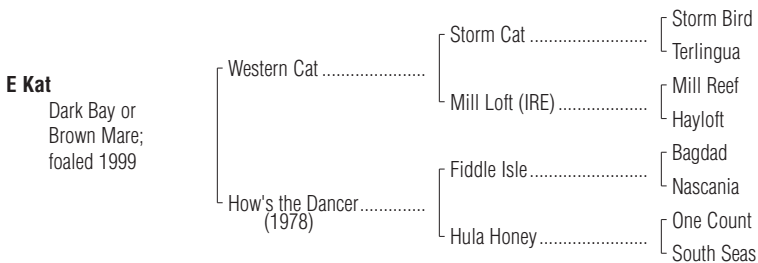 E Kat
Dark Bay or
Brown Mare;
foaled 1999
Western Cat ......................
How's the Dancer..............
(1978)
Storm Cat .........................
Mill Loft (IRE)...................
Fiddle Isle.........................
Hula Honey.......................
Storm Bird
Terlingua
Mill Reef
Hayloft
Bagdad
Nascania
One Count
South Seas